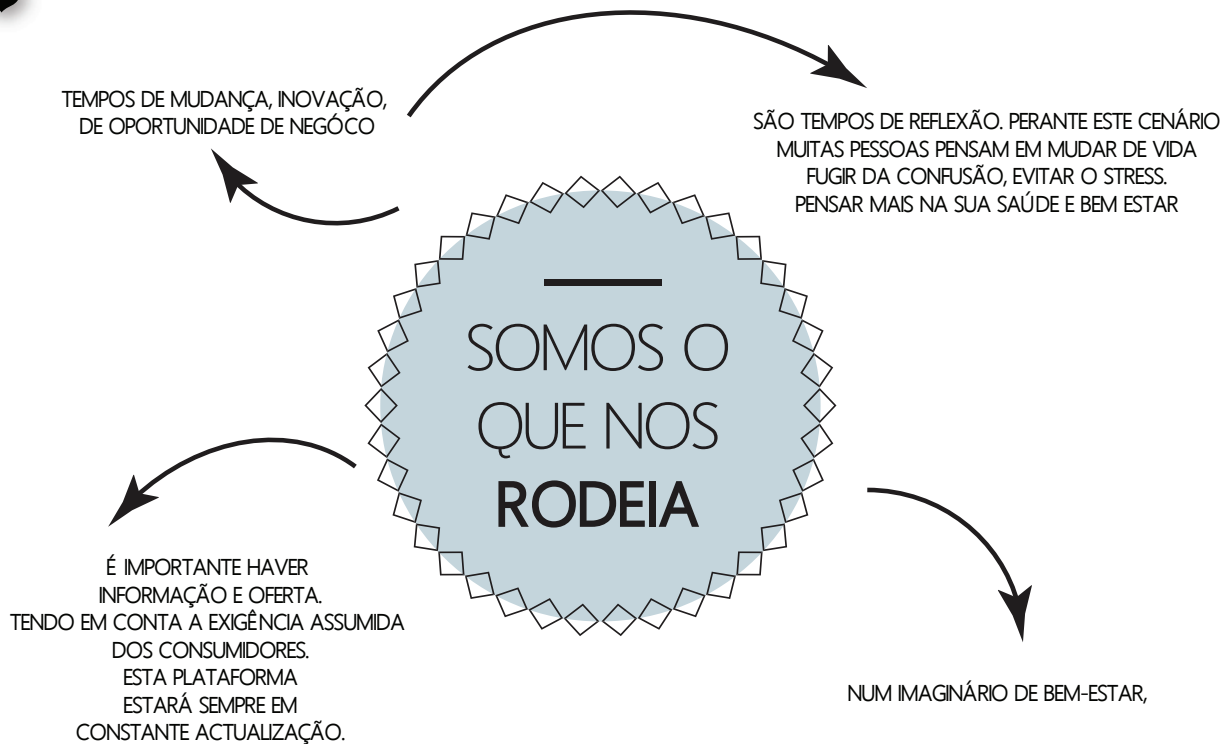 TEMPOS DE MUDANÇA, INOVAÇÃO,
DE OPORTUNIDADE DE NEGÓCO
SÃO TEMPOS DE REFLEXÃO. PERANTE ESTE CENÁRIO
MUITAS PESSOAS PENSAM EM MUDAR DE VIDA
FUGIR DA CONFUSÃO, EVITAR O STRESS.
PENSAR MAIS NA SUA SAÚDE E BEM ESTAR
SOMOS O
QUE NOS
RODEIA
É IMPORTANTE HAVER
INFORMAÇÃO E OFERTA.
TENDO EM CONTA A EXIGÊNCIA ASSUMIDA
DOS CONSUMIDORES.
ESTA PLATAFORMA
ESTARÁ SEMPRE EM
CONSTANTE ACTUALIZAÇÃO.
NUM IMAGINÁRIO DE BEM-ESTAR,